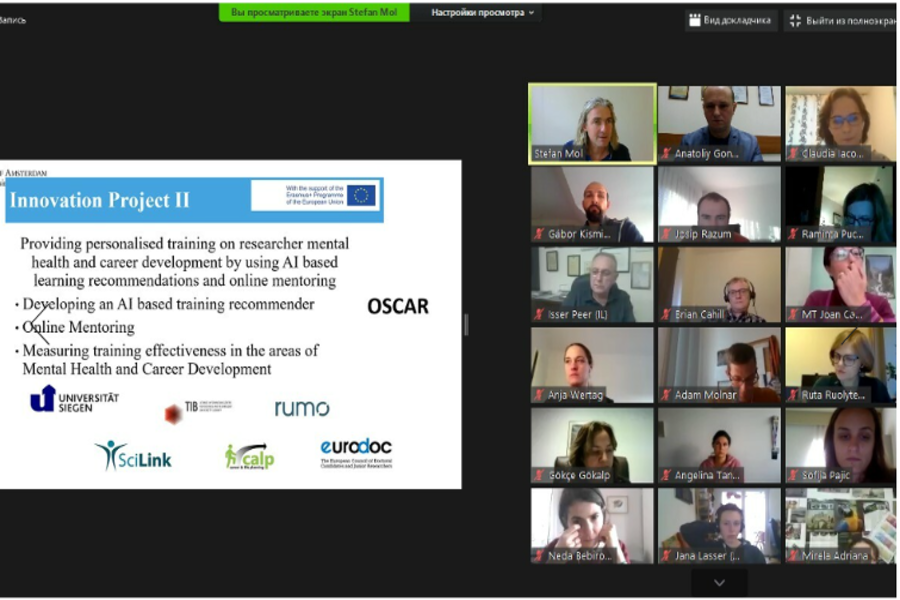 Запись
Вы просматриваете экран Stefan Mol
Настройки просмотра
Вид докладчика
Выйти из полноэкран
AMSTERDAM
Innovation Project II
With the support of the
Erasmus+ Programme
of the European Union
Providing personalised training on researcher mental
health and career development by using AI based
learning recommendations and online mentoring
• Developing an AI based training recommender
OSCAR
• Online Mentoring
• Measuring training effectiveness in the areas of
Mental Health and Career Development
UNIVERSITÄT
SIEGEN
TIB
rumo
SciLink
calp
eurodoc
The European Council of Doctoral
Candidates and Junior Researchers
Stefan Mol
Anatoliy Gon...
Claudia Iaco...
Gábor Kismi...
Josip Razum
Raminta Puc...
Isser Peer (IL)
Brian Cahill
MT Joan Ca...
Anja Wertag
Adam Molnar
Ruta Ruolyte...
Gökçe Gökalp
Angelina Tan...
Sofija Pajic
Neda Bebiro...
Jana Lasser (...
Mirela Adriana